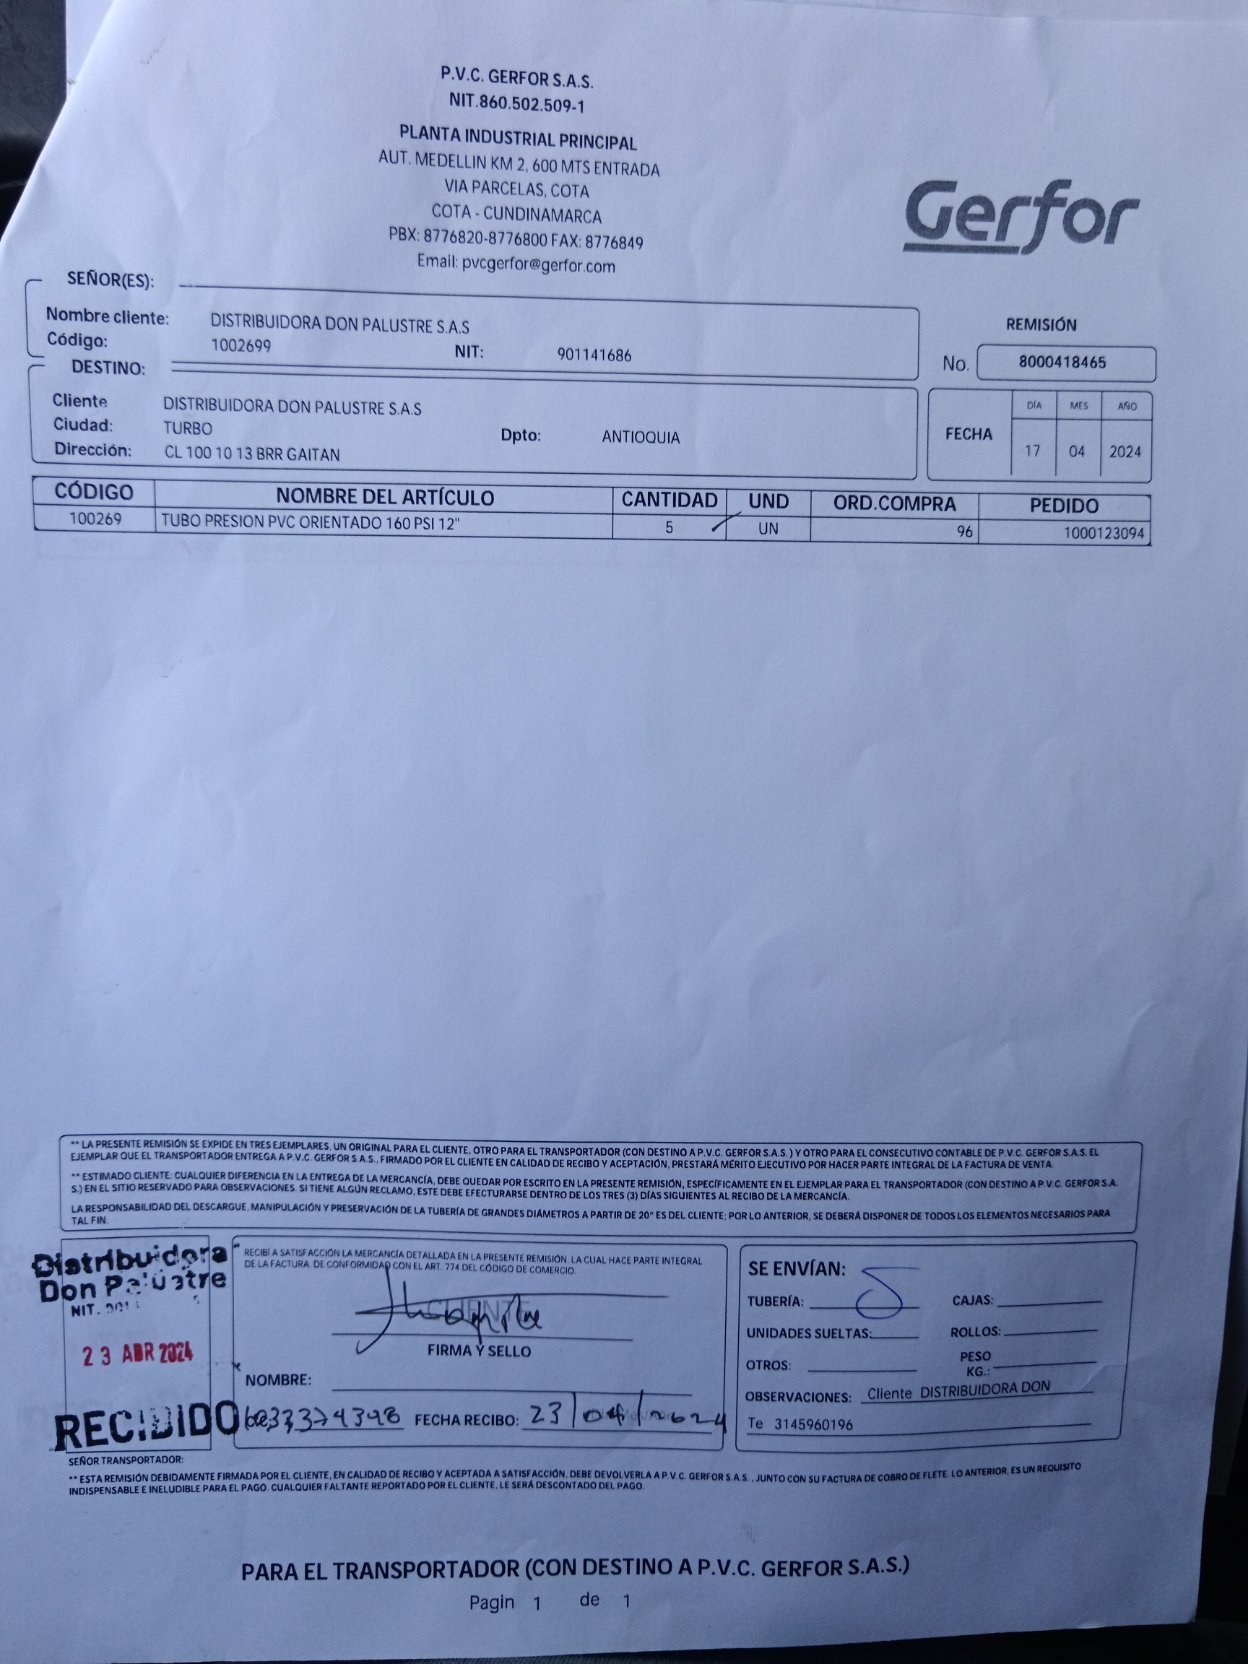 P.V.C. GERFOR S.A.S.
NIT.860.502.509-1
PLANTA INDUSTRIAL PRINCIPAL
AUT. MEDELLIN KM 2, 600 MTS ENTRADA
VIA PARCELAS, COTA
COTA - CUNDINAMARCA
PBX: 8776820-8776800 FAX: 8776849
Email: pvcgerfor@gerfor.com
Gerfor
SEÑOR(ES):
Nombre cliente: DISTRIBUIDORA DON PALUSTRE S.A.S
Código: 1002699 NIT: 901141686
REMISIÓN
No. 8000418465
DESTINO:
Cliente DISTRIBUIDORA DON PALUSTRE S.A.S
Ciudad: TURBO Dpto: ANTIOQUIA
Dirección: CL 100 10 13 BRR GAITAN
FECHA DÍA MES AÑO
17 04 2024
CÓDIGO NOMBRE DEL ARTÍCULO CANTIDAD UND ORD.COMPRA PEDIDO
100269 TUBO PRESION PVC ORIENTADO 160 PSI 12" 5 UN 96 1000123094
** LA PRESENTE REMISIÓN SE EXPIDE EN TRES EJEMPLARES, UN ORIGINAL PARA EL CLIENTE, OTRO PARA EL TRANSPORTADOR (CON DESTINO A P.V.C. GERFOR S.A.S. ) Y OTRO PARA EL CONSECUTIVO CONTABLE DE P.V.C. GERFOR S.A.S. EL
EJEMPLAR QUE EL TRANSPORTADOR ENTREGA A P.V.C. GERFOR S.A.S., FIRMADO POR EL CLIENTE EN CALIDAD DE RECIBO Y ACEPTACIÓN, PRESTARÁ MÉRITO EJECUTIVO POR HACER PARTE INTEGRAL DE LA FACTURA DE VENTA.
** ESTIMADO CLIENTE: CUALQUIER DIFERENCIA EN LA ENTREGA DE LA MERCANCÍA, DEBE QUEDAR POR ESCRITO EN LA PRESENTE REMISIÓN, ESPECÍFICAMENTE EN EL EJEMPLAR PARA EL TRANSPORTADOR (CON DESTINO A P.V.C. GERFOR S.A.
S.) EN EL SITIO RESERVADO PARA OBSERVACIONES. SI TIENE ALGÚN RECLAMO, ESTE DEBE EFECTURARSE DENTRO DE LOS TRES (3) DÍAS SIGUIENTES AL RECIBO DE LA MERCANCÍA.
LA RESPONSABILIDAD DEL DESCARGUE, MANIPULACIÓN Y PRESERVACIÓN DE LA TUBERÍA DE GRANDES DIÁMETROS A PARTIR DE 20" ES DEL CLIENTE; POR LO ANTERIOR, SE DEBERÁ DISPONER DE TODOS LOS ELEMENTOS NECESARIOS PARA
TAL FIN.
Distribuidora
Don Palustre
NIT.
23 ABR 2024
RECIBIDO
RECIBÍ A SATISFACCIÓN LA MERCANCÍA DETALLADA EN LA PRESENTE REMISIÓN LA CUAL HACE PARTE INTEGRAL
DE LA FACTURA, DE CONFORMIDAD CON EL ART. 774 DEL CÓDIGO DE COMERCIO
CLIENTE
FIRMA Y SELLO
NOMBRE:
FECHA RECIBO: 23/04/2024
SE ENVÍAN:
TUBERÍA: 5 CAJAS:
UNIDADES SUELTAS: ROLLOS:
OTROS: PESO
KG.:
OBSERVACIONES: Cliente DISTRIBUIDORA DON
Te 3145960196
SEÑOR TRANSPORTADOR:
** ESTA REMISIÓN DEBIDAMENTE FIRMADA POR EL CLIENTE, EN CALIDAD DE RECIBO Y ACEPTADA A SATISFACCIÓN, DEBE DEVOLVERLA A P.V.C. GERFOR S.A.S. , JUNTO CON SU FACTURA DE COBRO DE FLETE. LO ANTERIOR, ES UN REQUISITO
INDISPENSABLE E INELUDIBLE PARA EL PAGO. CUALQUIER FALTANTE REPORTADO POR EL CLIENTE, LE SERÁ DESCONTADO DEL PAGO.
PARA EL TRANSPORTADOR (CON DESTINO A P.V.C. GERFOR S.A.S.)
Pagin 1 de 1